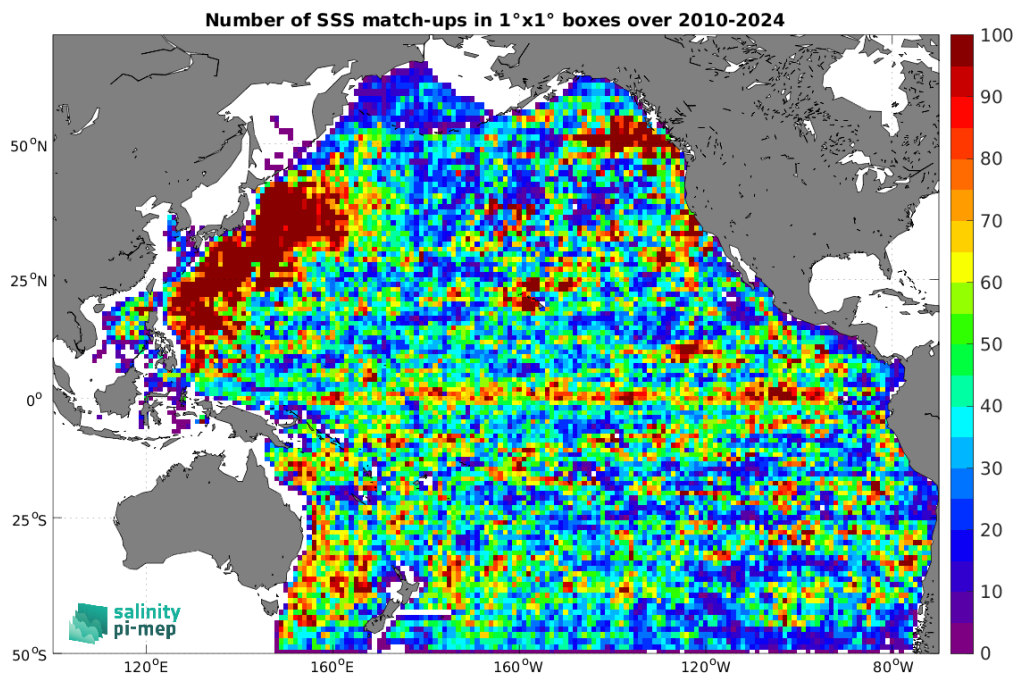 Number of SSS match-ups in 1°x1° boxes over 2010-2024
50°N
25°N
0°
25°S
50°S
120°E
160°E
160°W
120°W
80°W
100
90
80
70
60
50
40
30
20
10
0
salinity
pi-mep